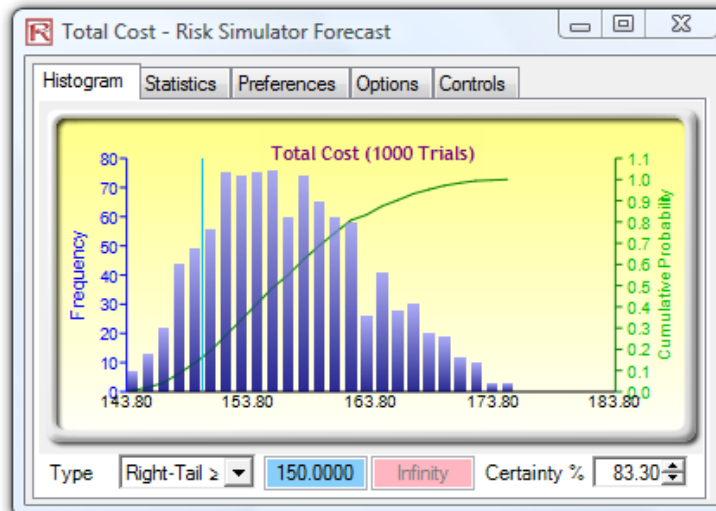 Total Cost - Risk Simulator Forecast
Histogram Statistics Preferences Options Controls
Total Cost (1000 Trials)
80 1.1
70 1.0
60 0.9
50 0.8
40 0.7
30 0.6
20 0.5
10 0.4
0 0.3
0.2
0.1
0.0
Frequency
Cumulative Probability
143.80 153.80 163.80 173.80 183.80
Type Right-Tail ≥ 150.0000 Infinity Certainty % 83.30